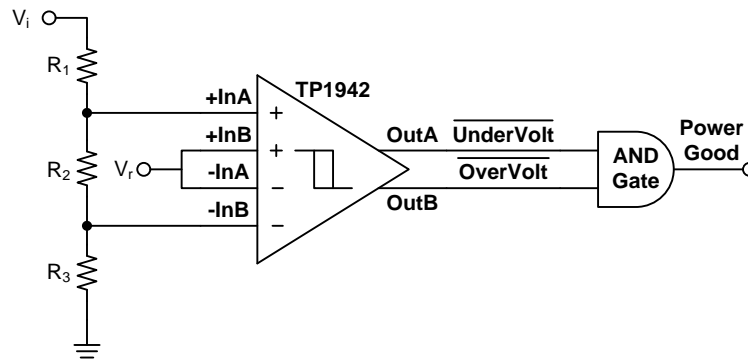 Vi
R1
R2
R3
Vr
TP1942
+InA
+InB
-InA
-InB
+
+
−
−
OutA
OutB
UnderVolt
OverVolt
AND
Gate
Power
Good